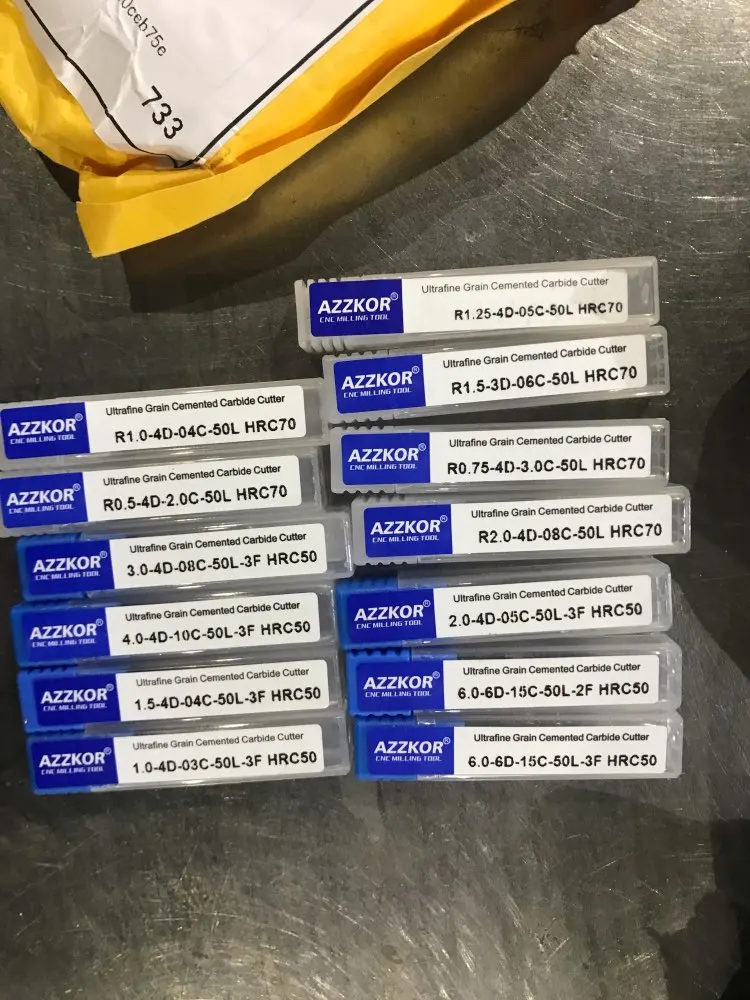 0ceb75e
733
AZZKOR®
CNC MILLING TOOL
Ultrafine Grain Cemented Carbide Cutter
R1.25-4D-05C-50L HRC70
AZZKOR®
CNC MILLING TOOL
Ultrafine Grain Cemented Carbide Cutter
R1.5-3D-06C-50L HRC70
AZZKOR®
CNC MILLING TOOL
Ultrafine Grain Cemented Carbide Cutter
R0.75-4D-3.0C-50L HRC70
AZZKOR®
CNC MILLING TOOL
Ultrafine Grain Cemented Carbide Cutter
R2.0-4D-08C-50L HRC70
AZZKOR®
CNC MILLING TOOL
Ultrafine Grain Cemented Carbide Cutter
2.0-4D-05C-50L-3F HRC50
AZZKOR®
CNC MILLING TOOL
Ultrafine Grain Cemented Carbide Cutter
6.0-6D-15C-50L-2F HRC50
AZZKOR®
CNC MILLING TOOL
Ultrafine Grain Cemented Carbide Cutter
6.0-6D-15C-50L-3F HRC50
AZZKOR®
CNC MILLING TOOL
Ultrafine Grain Cemented Carbide Cutter
R1.0-4D-04C-50L HRC70
AZZKOR®
CNC MILLING TOOL
Ultrafine Grain Cemented Carbide Cutter
R0.5-4D-2.0C-50L HRC70
AZZKOR®
CNC MILLING TOOL
Ultrafine Grain Cemented Carbide Cutter
3.0-4D-08C-50L-3F HRC50
AZZKOR®
CNC MILLING TOOL
Ultrafine Grain Cemented Carbide Cutter
4.0-4D-10C-50L-3F HRC50
AZZKOR®
CNC MILLING TOOL
Ultrafine Grain Cemented Carbide Cutter
1.5-4D-04C-50L-3F HRC50
AZZKOR®
CNC MILLING TOOL
Ultrafine Grain Cemented Carbide Cutter
1.0-4D-03C-50L-3F HRC50